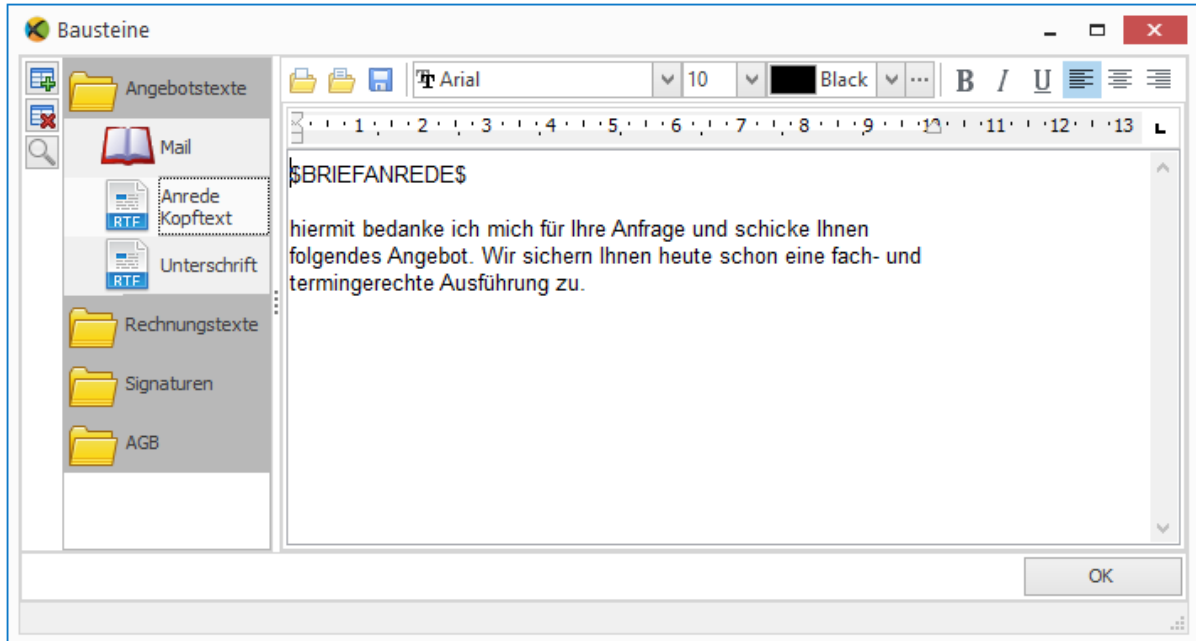 Bausteine
Angebotstexte
Mail
Anrede
Kopftext
RTF
Unterschrift
RTF
Rechnungstexte
Signaturen
AGB
Arial 10 Black ... B I U
1 2 3 4 5 6 7 8 9 10 11 12 13
$BRIEFANREDE$
hiermit bedanke ich mich für Ihre Anfrage und schicke Ihnen
folgendes Angebot. Wir sichern Ihnen heute schon eine fach- und
termingerechte Ausführung zu.
OK